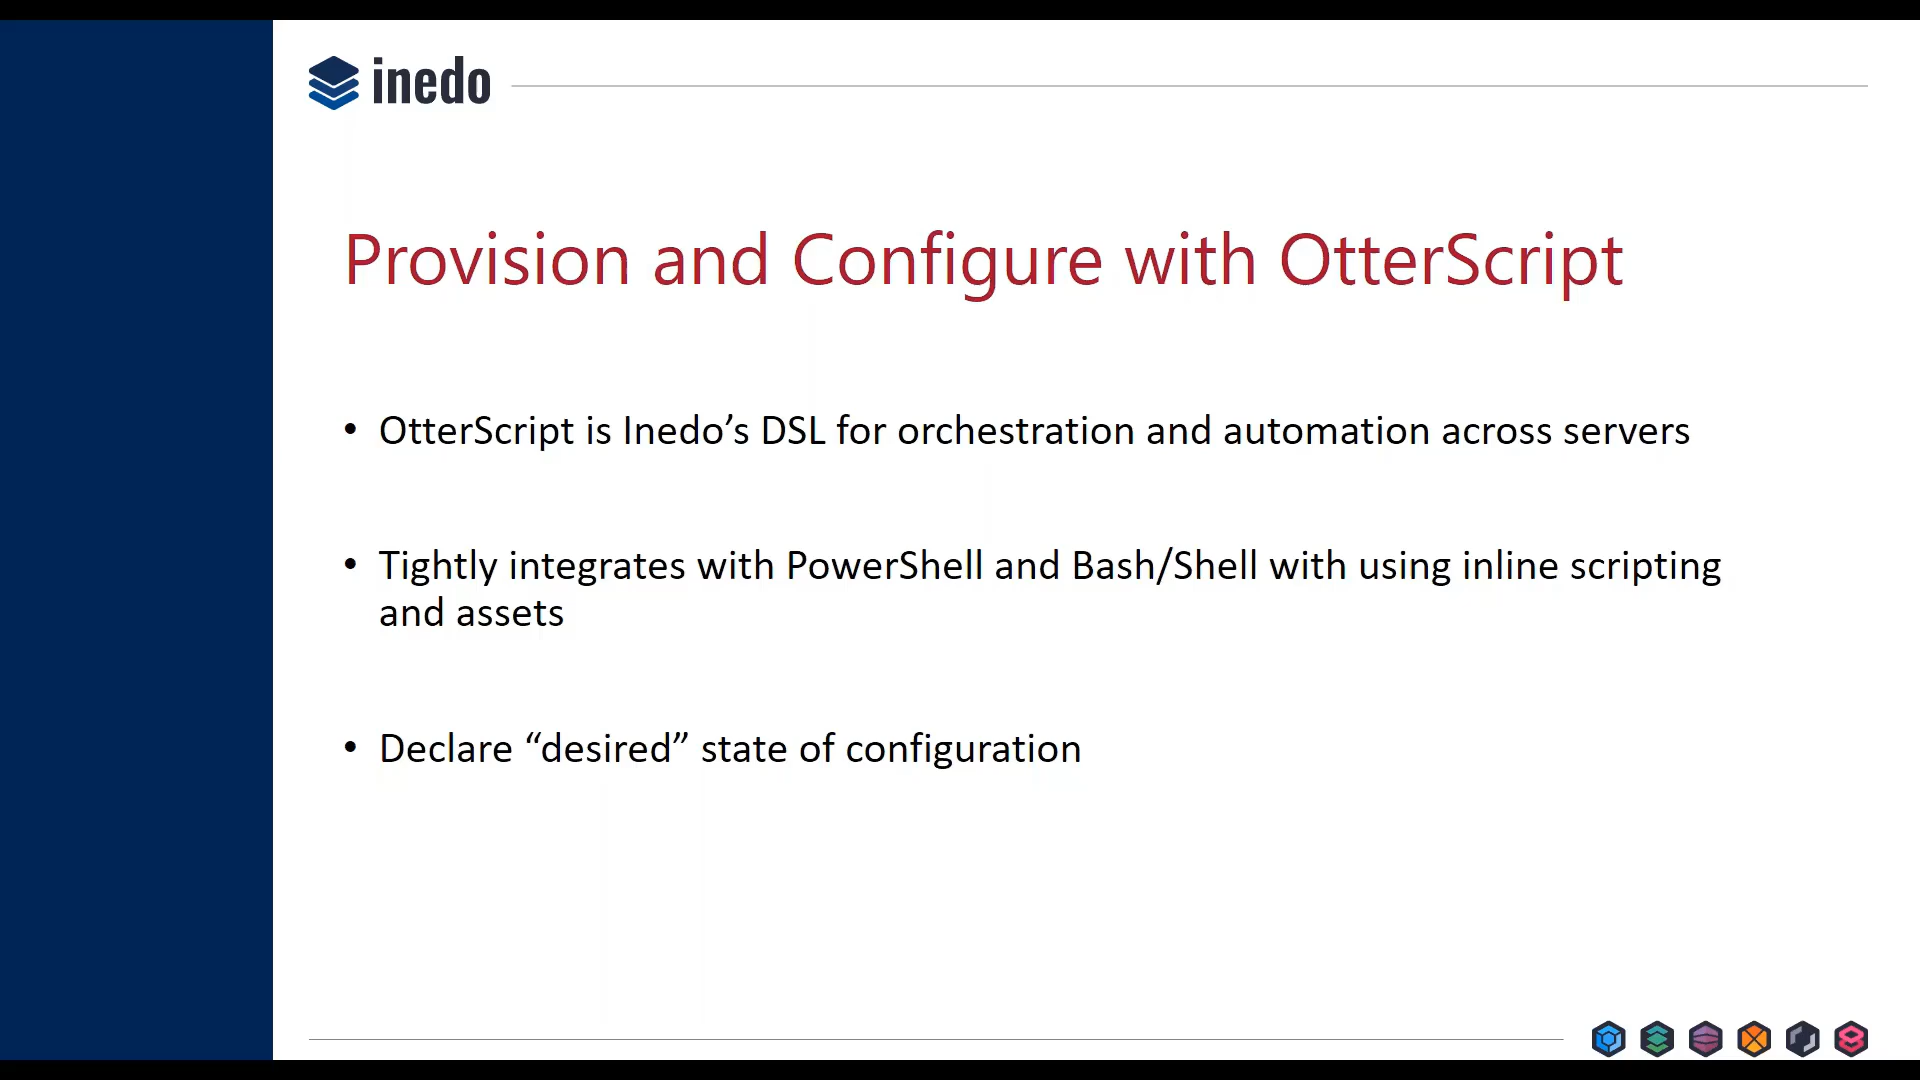 inedo
Provision and Configure with OtterScript
• OtterScript is Inedo’s DSL for orchestration and automation across servers
• Tightly integrates with PowerShell and Bash/Shell with using inline scripting
and assets
• Declare “desired” state of configuration